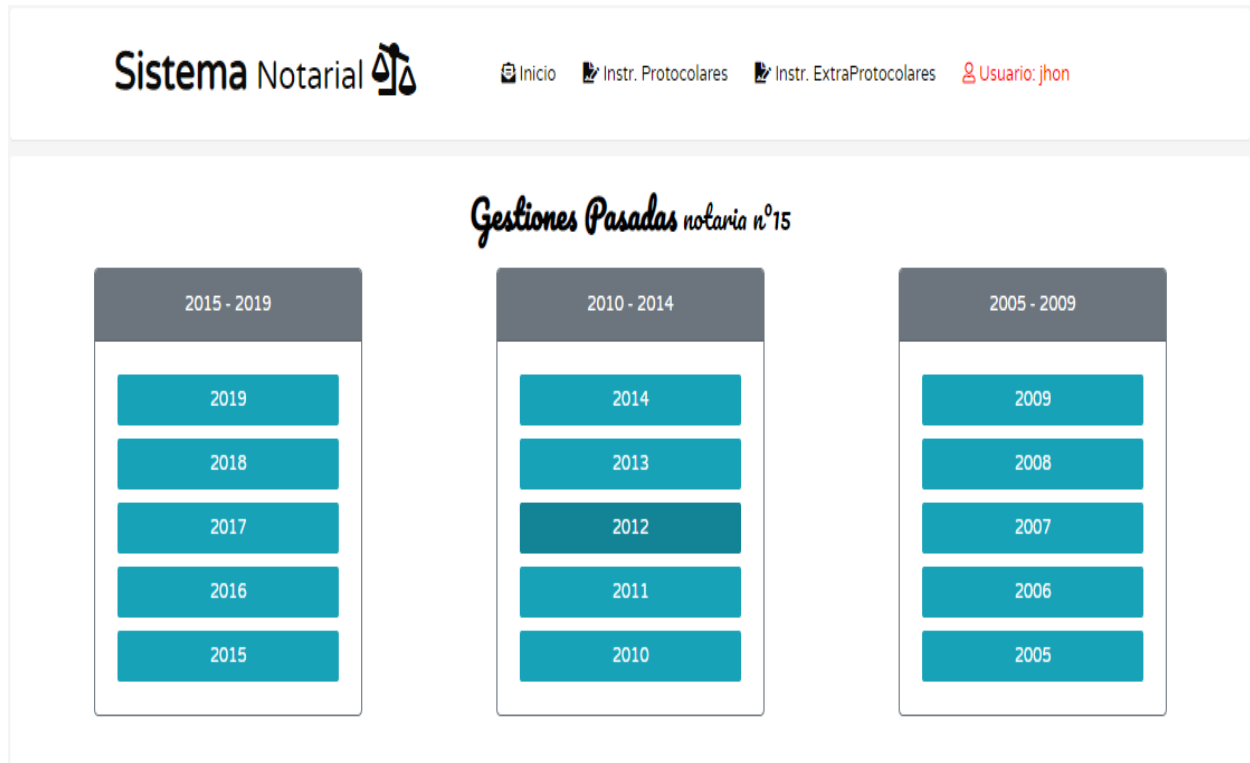 Sistema Notarial
Inicio
Instr. Protocolares
Instr. ExtraProtocolares
Usuario: jhon
Gestiones Pasadas notaria n°15
2015 - 2019
2019
2018
2017
2016
2015
2010 - 2014
2014
2013
2012
2011
2010
2005 - 2009
2009
2008
2007
2006
2005